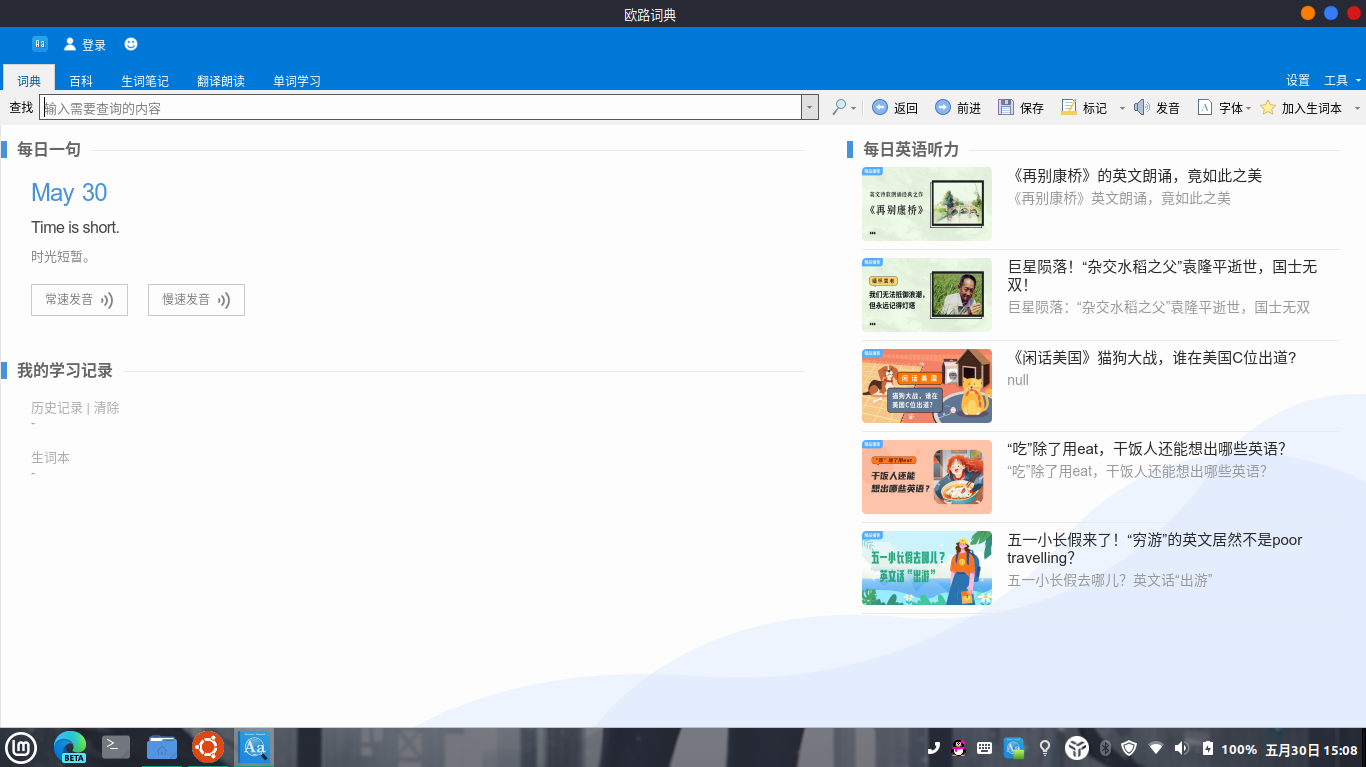 欧路词典
登录
词典 百科 生词笔记 翻译朗读 单词学习 设置 工具
查找 输入需要查询的内容 返回 前进 保存 标记 发音 字体 加入生词本
每日一句
May 30
Time is short.
时光短暂。
常速发音 慢速发音
我的学习记录
历史记录 | 清除
-
生词本
-
每日英语听力
英文诗歌朗诵经典之作
《再别康桥》
《再别康桥》的英文朗诵，竟如此之美
《再别康桥》英文朗诵，竟如此之美
缅怀袁老
我们无法抵御浪潮，
但永远记得灯塔
巨星陨落！“杂交水稻之父”袁隆平逝世，国士无
双！
巨星陨落：“杂交水稻之父”袁隆平逝世，国士无双
闲话美国
猫狗大战，谁在
美国C位出道？
《闲话美国》猫狗大战，谁在美国C位出道?
null
“吃”除了用eat
干饭人还能
想出哪些英语？
“吃”除了用eat，干饭人还能想出哪些英语？
“吃”除了用eat，干饭人还能想出哪些英语？
五一小长假去哪儿？
英文话“出游”
五一小长假来了！“穷游”的英文居然不是poor
travelling？
五一小长假去哪儿？英文话“出游”
BETA
Aa
100% 五月30日 15:08